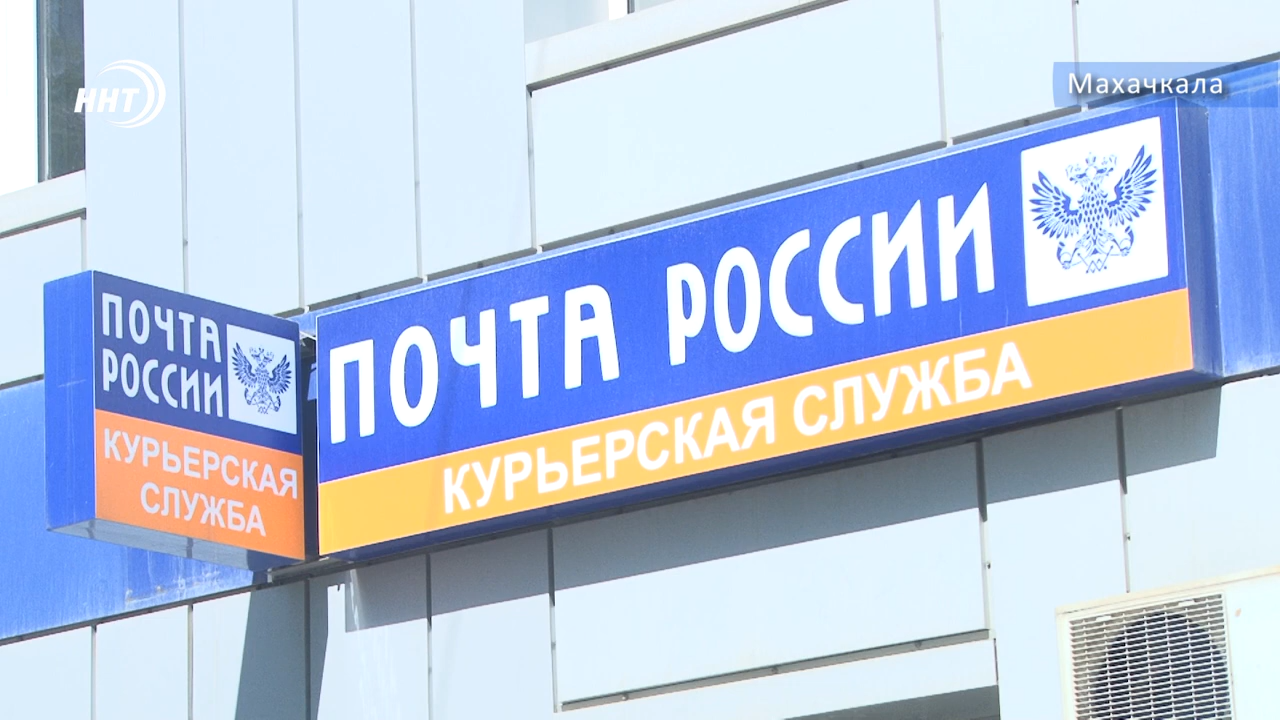 ННТ
Махачкала
ПОЧТА РОССИИ
КУРЬЕРСКАЯ СЛУЖБА
ПОЧТА
РОССИИ
КУРЬЕРСКАЯ
СЛУЖБА